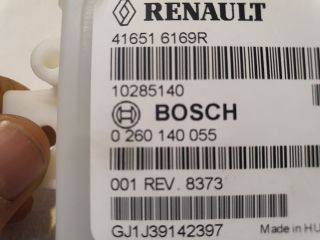 RENAULT
41651 6169R
10285140
BOSCH
0 260 140 055
001 REV. 8373
GJ1J39142397
Made in HU